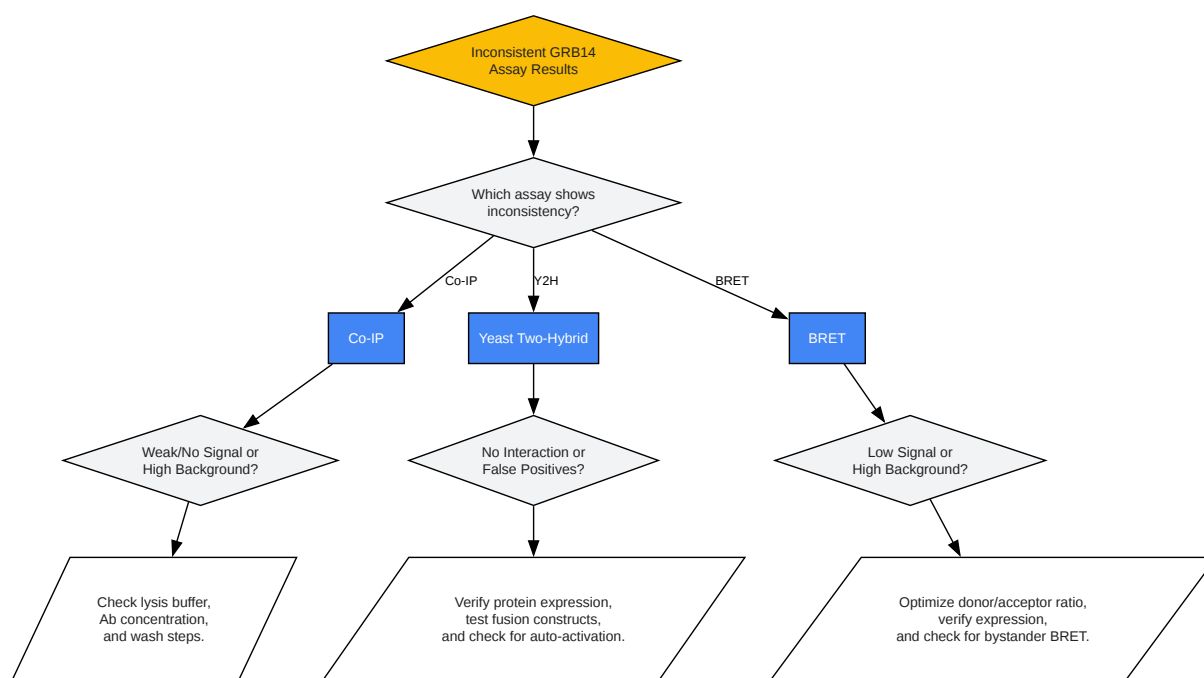 Inconsistent GRB14
Assay Results
Which assay shows
inconsistency?
Co-IP
Y2H
BRET
Co-IP
Yeast Two-Hybrid
BRET
Weak/No Signal or
High Background?
No Interaction or
False Positives?
Low Signal or
High Background?
Check lysis buffer,
Ab concentration,
and wash steps.
Verify protein expression,
test fusion constructs,
and check for auto-activation.
Optimize donor/acceptor ratio,
verify expression,
and check for bystander BRET.